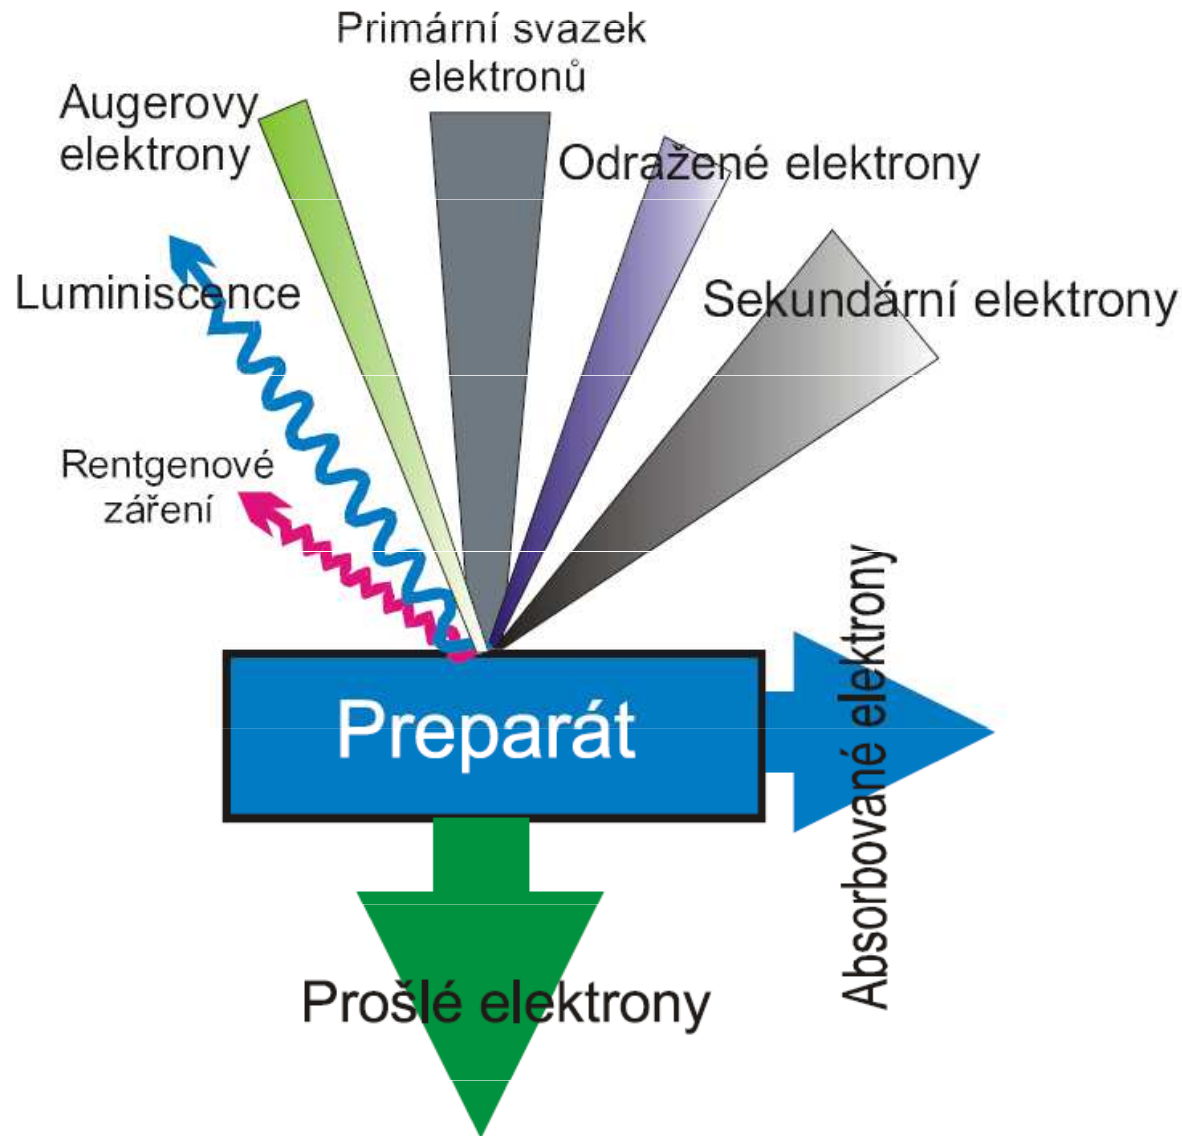 Primární svazek
elektronů
Augerovy
elektrony
Odražené elektrony
Luminiscence
Sekundární elektrony
Rentgenové
záření
Absorbované elektrony
Preparát
Prošlé elektrony